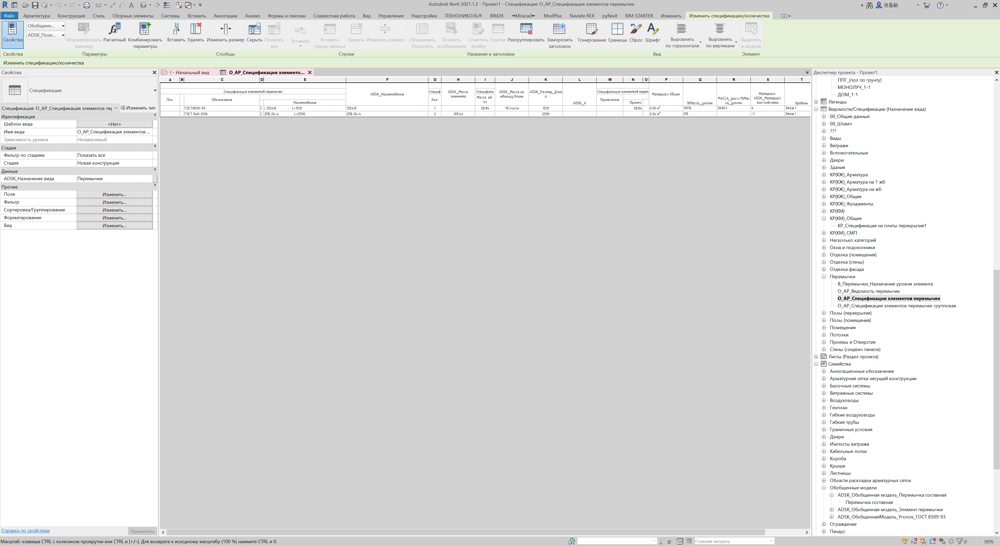 Autodesk Revit 2021.1.2 - Проект1 - Спецификация: О_АР_Спецификация элементов перемычек
Файл Архитектура Конструкция Сталь Сборные элементы Системы Вставить Аннотации Анализ Формы и генплан Совместная работа Вид Управление Надстройки ТЕХНОНИКОЛЬ® BIM2B ◄Miracad► ModPlus Naviate REX pyRevit BIM-STARTER Изменить Изменить спецификацию/количества
Обобщенн...
ADSK_Пози...
Свойства
Форматировать единицу
Расчетный
Комбинировать параметры
Вставить Удалить Изменить размер Скрыть Показать все
Вставить
Вставить строку данных
Удалить Изменить размер
Объединить Разделить
Вставить изображение
Очистить ячейку
Группа Разгруппировать
Заморозить заголовок
Тонирование Границы Сброс Шрифт
Выровнять по горизонтали
Выровнять по вертикали
Выделить в модели
Свойства Параметры Столбцы Строки Названия и заголовки Вид Элемент
Изменить спецификацию/количества
Свойства
Спецификация
Спецификация: О_АР_Спецификация элементов пер
Изменить тип
Идентификация
Шаблон вида <Нет>
Имя вида О_АР_Спецификация элементов ...
Зависимость уровня Независимый
Стадии
Фильтр по стадиям Показать все
Стадия Новая конструкция
Данные
ADSK_Назначение вида Перемычки
Прочее
Поля Изменить...
Фильтр Изменить...
Сортировка/Группирование Изменить...
Форматирование Изменить...
Вид Изменить...
Справка по свойствам Применить
! - Начальный вид
О_АР_Спецификация элементо...
A B C D E F G H I J K L M N O P Q R S T
Спецификация элементов перемычек
Поз.
Обозначение
Наименование
ADSK_Наименование
Специф
Кол.
ADSK_Масса элемента
Специфика
Масса ед. кг
ADSK_Масса на единицу длины
ADSK_Размер_Длин а
ADSK_A
Спецификация элементов перем
Примечание
Примеч.
Материал: Объем
%Масса_уголок
МАССА_расч./%Мас са_уголок
Материал: ADSK_Материал тип подсчета
Уровень
ГОСТ8509-93 С L125x10 L=1510 125x10 1 28.84 19.1 кг/м 1510 28.84 0.00 м³ 100% 28.841 4 Этаж 1
ГОСТ 948-2016 С 2ПБ 26-4 L=2590 2ПБ 26-4 2 109 кг 2590 0.04 м³ 0% -1 Этаж 1
Диспетчер проекта - Проект1
ППГ_(пол по грунту)
МОНОЛУЧ_1-1
ДОМ_1-1
Легенды
Ведомости/Спецификации (Назначение вида)
00_Общие данные
00_Штамп
???
Виды
Витражи
Вспомогательные
Двери
Здания
КР(КЖ)_Арматура
КР(КЖ)_Арматура на 1 жб
КР(КЖ)_Арматура на жб
КР(КЖ)_Общее
КР(КЖ)_Фундаменты
КР(КМ)
КР(КМ)_Общее
КР_Спецификация на плиты перекрытия1
КР(КМ)_СМП
Несколько категорий
Окна и подоконники
Отделка (помещения)
Отделка (стены)
Отделка фасада
Перемычки
В_Перемычки_Назначение уровня элемента
О_АР_Ведомость перемычек
О_АР_Спецификация элементов перемычек
О_АР_Спецификация элементов перемычек групповая
Полы (перекрытия)
Полы (помещения)
Помещения
Потолки
Проемы и Отверстия
Стены (сэндвич панели)
Листы (Раздел проекта)
Семейства
Аннотационные обозначения
Арматурная сетка несущей конструкции
Балочные системы
Витражные системы
Воздуховоды
Генплан
Гибкие воздуховоды
Гибкие трубы
Граничные условия
Двери
Импосты витража
Кабельные лотки
Короба
Крыши
Лестницы
Области раскладки арматурных сеток
Обобщенные модели
ADSK_Обобщенная модель_Перемычка составная
Перемычка составная
ADSK_Обобщенная модель_Элемент перемычки
ADSK_ОбобщеннаяМодель_Уголок_ГОСТ 8509-93
Ограждение
Пандус
Масштаб: клавиша CTRL с колесиком прокрутки или CTRL и [+/–]. Для возврата к исходному масштабу (100 %) нажмите CTRL и 0.
:0 Главная модель :0 90%